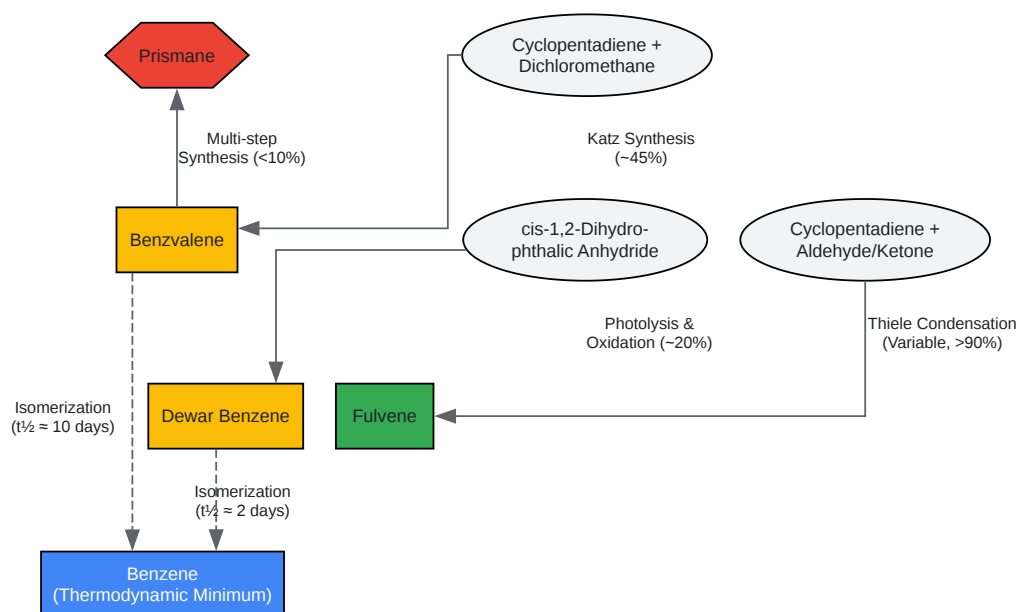 Prismane
Cyclopentadiene +
Dichloromethane
Multi-step
Synthesis (<10%)
Katz Synthesis
(~45%)
Benzvalene
cis-1,2-Dihydro-
phthalic Anhydride
Cyclopentadiene +
Aldehyde/Ketone
Photolysis &
Oxidation (~20%)
Thiele Condensation
(Variable, >90%)
Isomerization
(t½ ≈ 10 days)
Dewar Benzene
Fulvene
Isomerization
(t½ ≈ 2 days)
Benzene
(Thermodynamic Minimum)